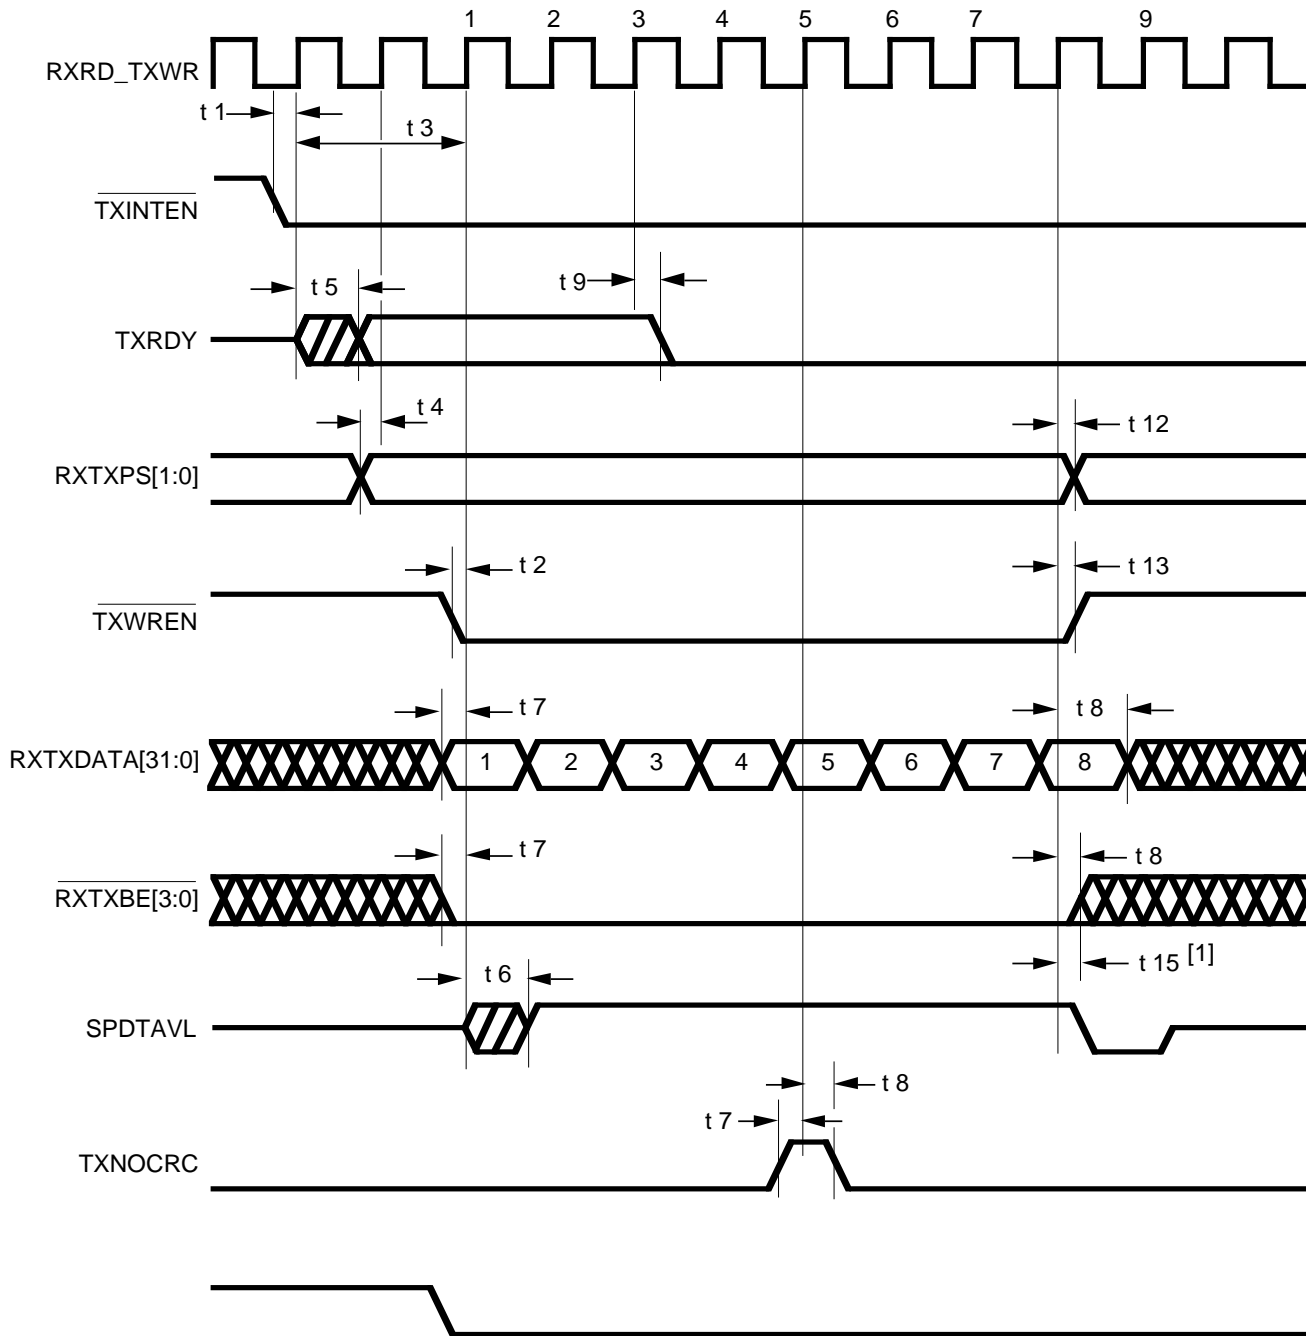 1 2 3 4 5 6 7 9
RXRD_TXWR
t 1
t 3
TXINTEN
t 5
t 9
TXRDY
t 4
t 12
RXTXPS[1:0]
t 2
t 13
TXWREN
t 7
t 8
RXTXDATA[31:0]
1 2 3 4 5 6 7 8
t 7
t 8
RXTXBE[3:0]
t 15 [1]
t 6
SPDTAVL
t 8
t 7
TXNOCRC